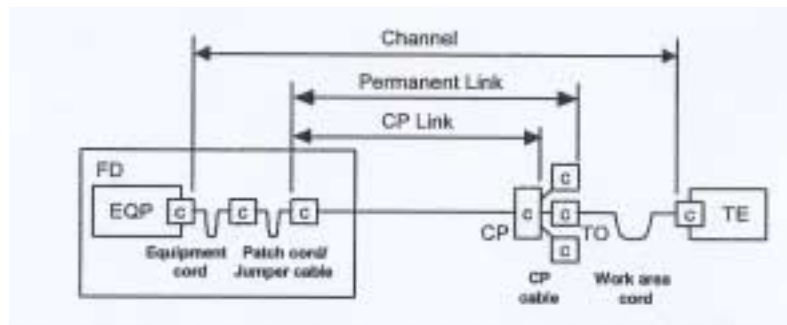 Channel
Permanent Link
CP Link
FD
EQP
C
C
C
C
C
C
C
C
TE
CP
TO
Equipment
cord
Patch cord/
Jumper cable
CP
cable
Work area
cord